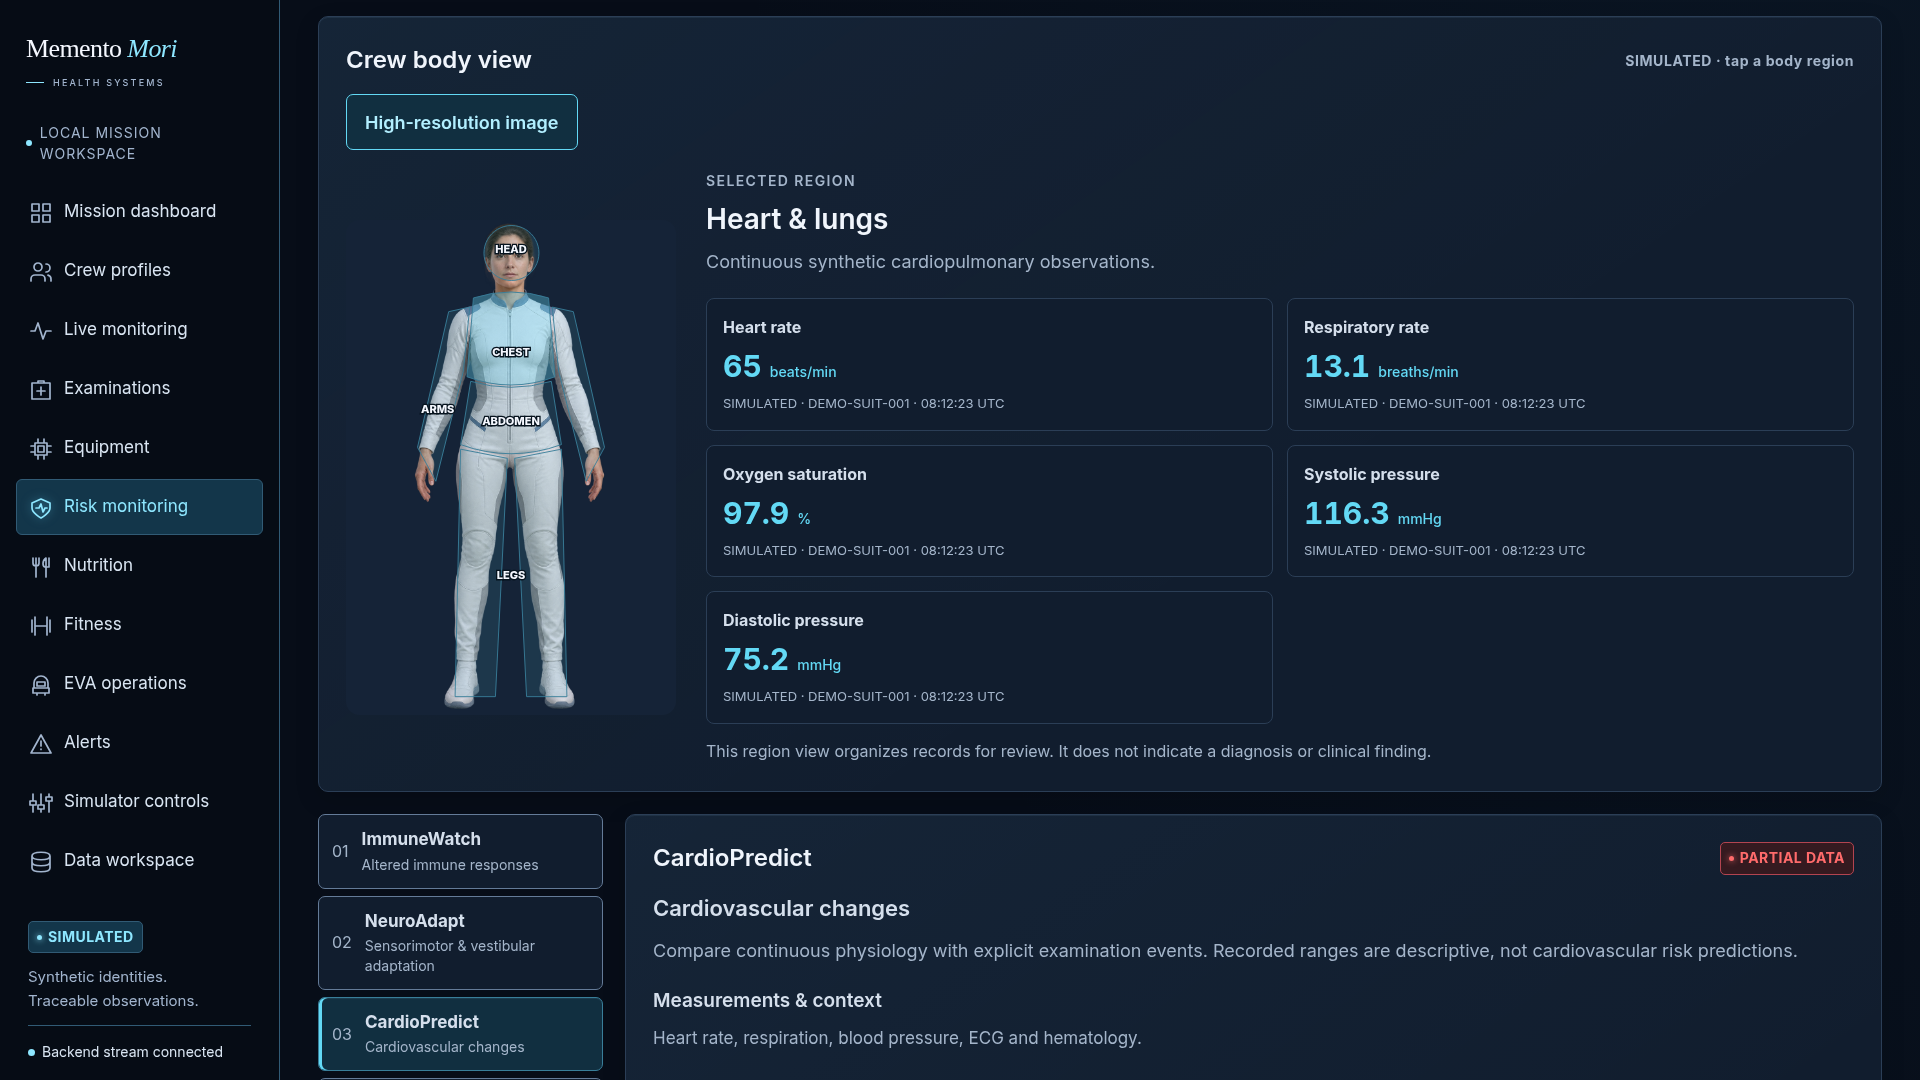 Memento Mori
HEALTH SYSTEMS
LOCAL MISSION
WORKSPACE
Mission dashboard
Crew profiles
Live monitoring
Examinations
Equipment
Risk monitoring
Nutrition
Fitness
EVA operations
Alerts
Simulator controls
Data workspace
SIMULATED
Synthetic identities.
Traceable observations.
Backend stream connected
Crew body view
SIMULATED · tap a body region
High-resolution image
HEAD
CHEST
ARMS
ABDOMEN
LEGS
SELECTED REGION
Heart & lungs
Continuous synthetic cardiopulmonary observations.
Heart rate
65 beats/min
SIMULATED · DEMO-SUIT-001 · 08:12:23 UTC
Respiratory rate
13.1 breaths/min
SIMULATED · DEMO-SUIT-001 · 08:12:23 UTC
Oxygen saturation
97.9 %
SIMULATED · DEMO-SUIT-001 · 08:12:23 UTC
Systolic pressure
116.3 mmHg
SIMULATED · DEMO-SUIT-001 · 08:12:23 UTC
Diastolic pressure
75.2 mmHg
SIMULATED · DEMO-SUIT-001 · 08:12:23 UTC
This region view organizes records for review. It does not indicate a diagnosis or clinical finding.
01 ImmuneWatch
Altered immune responses
02 NeuroAdapt
Sensorimotor & vestibular
adaptation
03 CardioPredict
Cardiovascular changes
CardioPredict
PARTIAL DATA
Cardiovascular changes
Compare continuous physiology with explicit examination events. Recorded ranges are descriptive, not cardiovascular risk predictions.
Measurements & context
Heart rate, respiration, blood pressure, ECG and hematology.